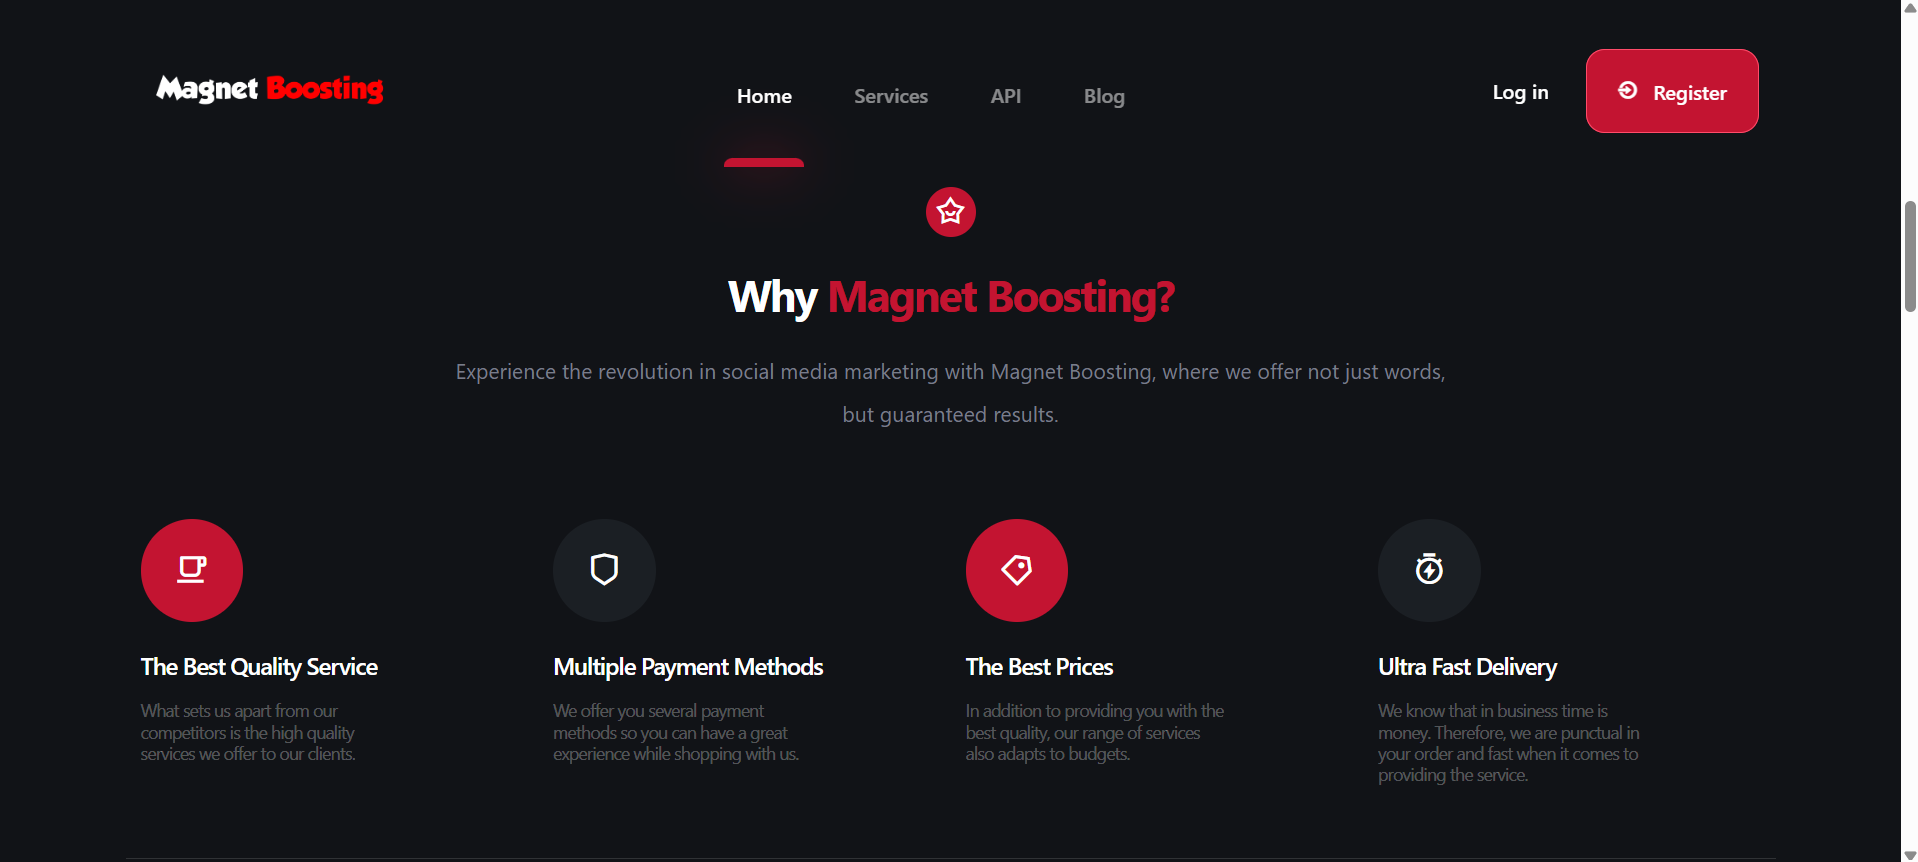 Magnet Boosting
Home
Services
API
Blog
Log in
Register
Why Magnet Boosting?
Experience the revolution in social media marketing with Magnet Boosting, where we offer not just words,
but guaranteed results.
The Best Quality Service
What sets us apart from our
competitors is the high quality
services we offer to our clients.
Multiple Payment Methods
We offer you several payment
methods so you can have a great
experience while shopping with us.
The Best Prices
In addition to providing you with the
best quality, our range of services
also adapts to budgets.
Ultra Fast Delivery
We know that in business time is
money. Therefore, we are punctual in
your order and fast when it comes to
providing the service.